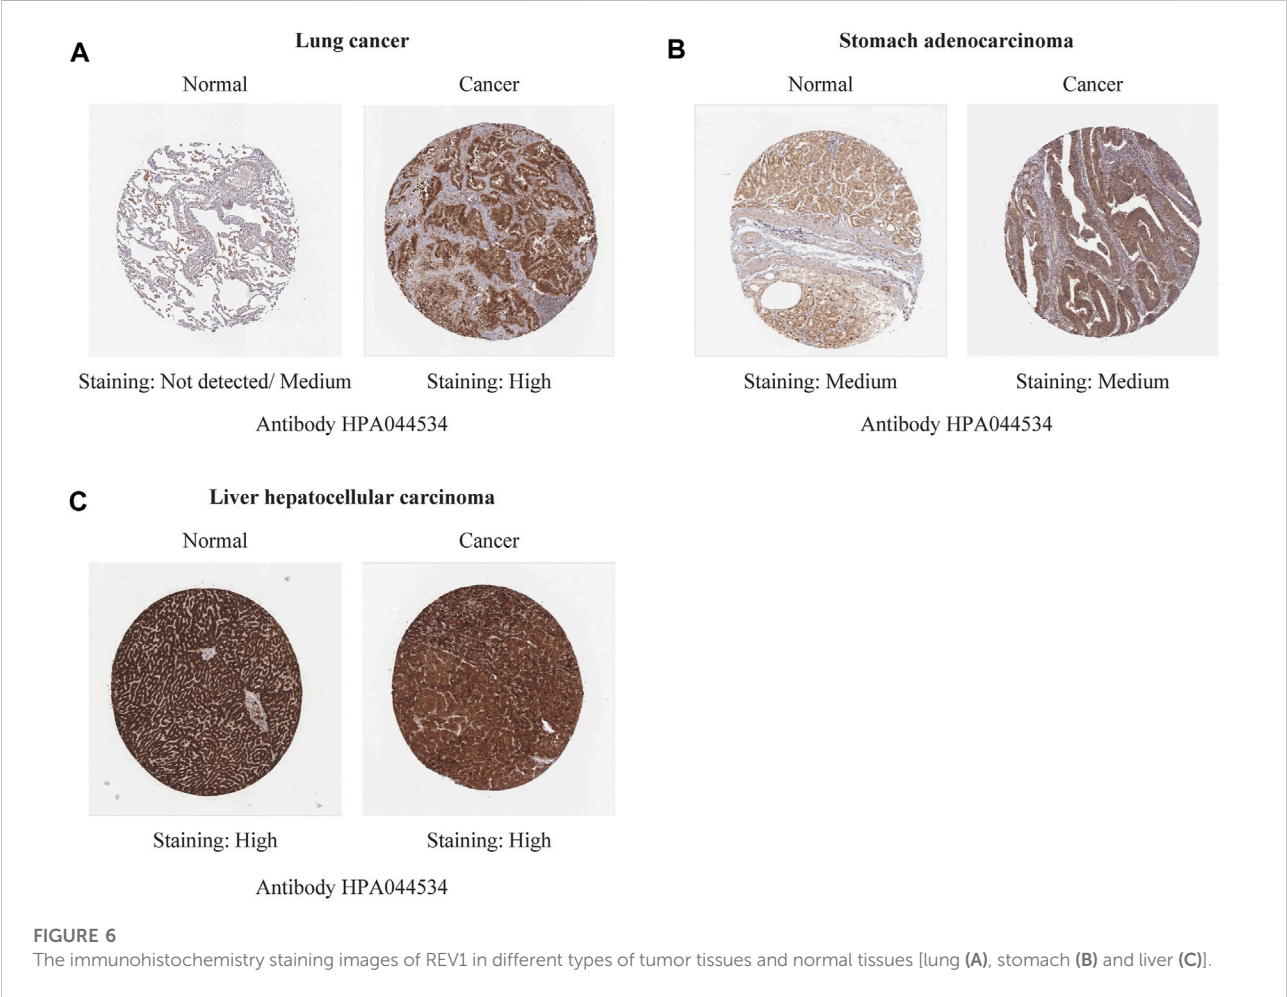 A
Lung cancer
Normal
Cancer
Staining: Not detected/ Medium
Staining: High
Antibody HPA044534
B
Stomach adenocarcinoma
Normal
Cancer
Staining: Medium
Staining: Medium
Antibody HPA044534
C
Liver hepatocellular carcinoma
Normal
Cancer
Staining: High
Staining: High
Antibody HPA044534
FIGURE 6
The immunohistochemistry staining images of REV1 in different types of tumor tissues and normal tissues [lung (A), stomach (B) and liver (C)].